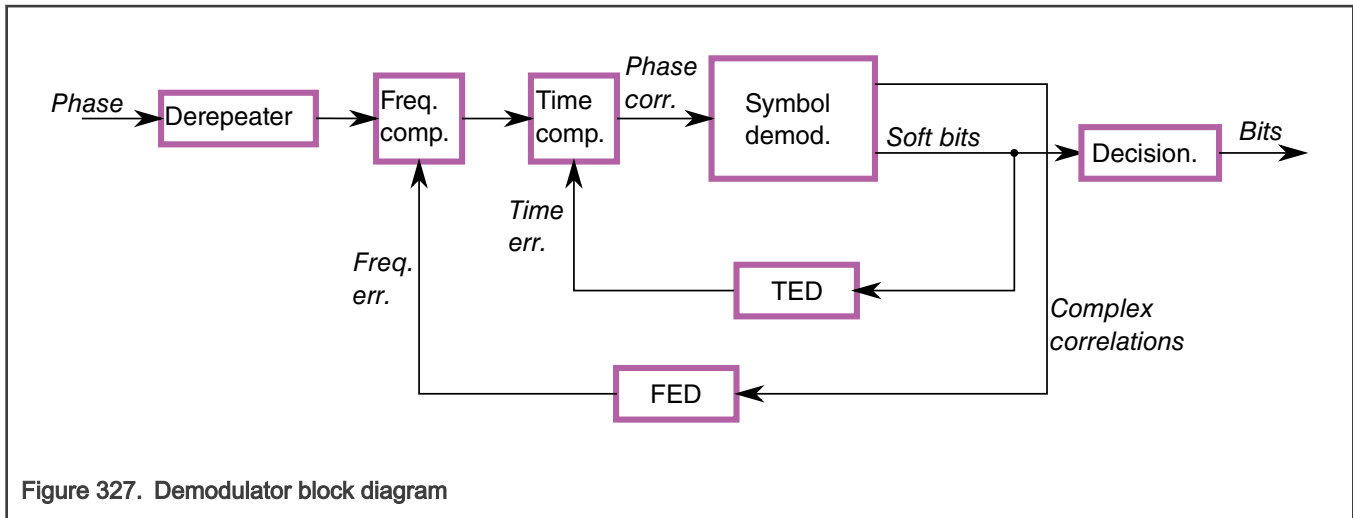 Phase
Derepeater
Freq.
comp.
Time
comp.
Phase
corr.
Symbol
demod.
Soft bits
Decision.
Bits
Time
err.
TED
Freq.
err.
FED
Complex
correlations
Figure 327. Demodulator block diagram